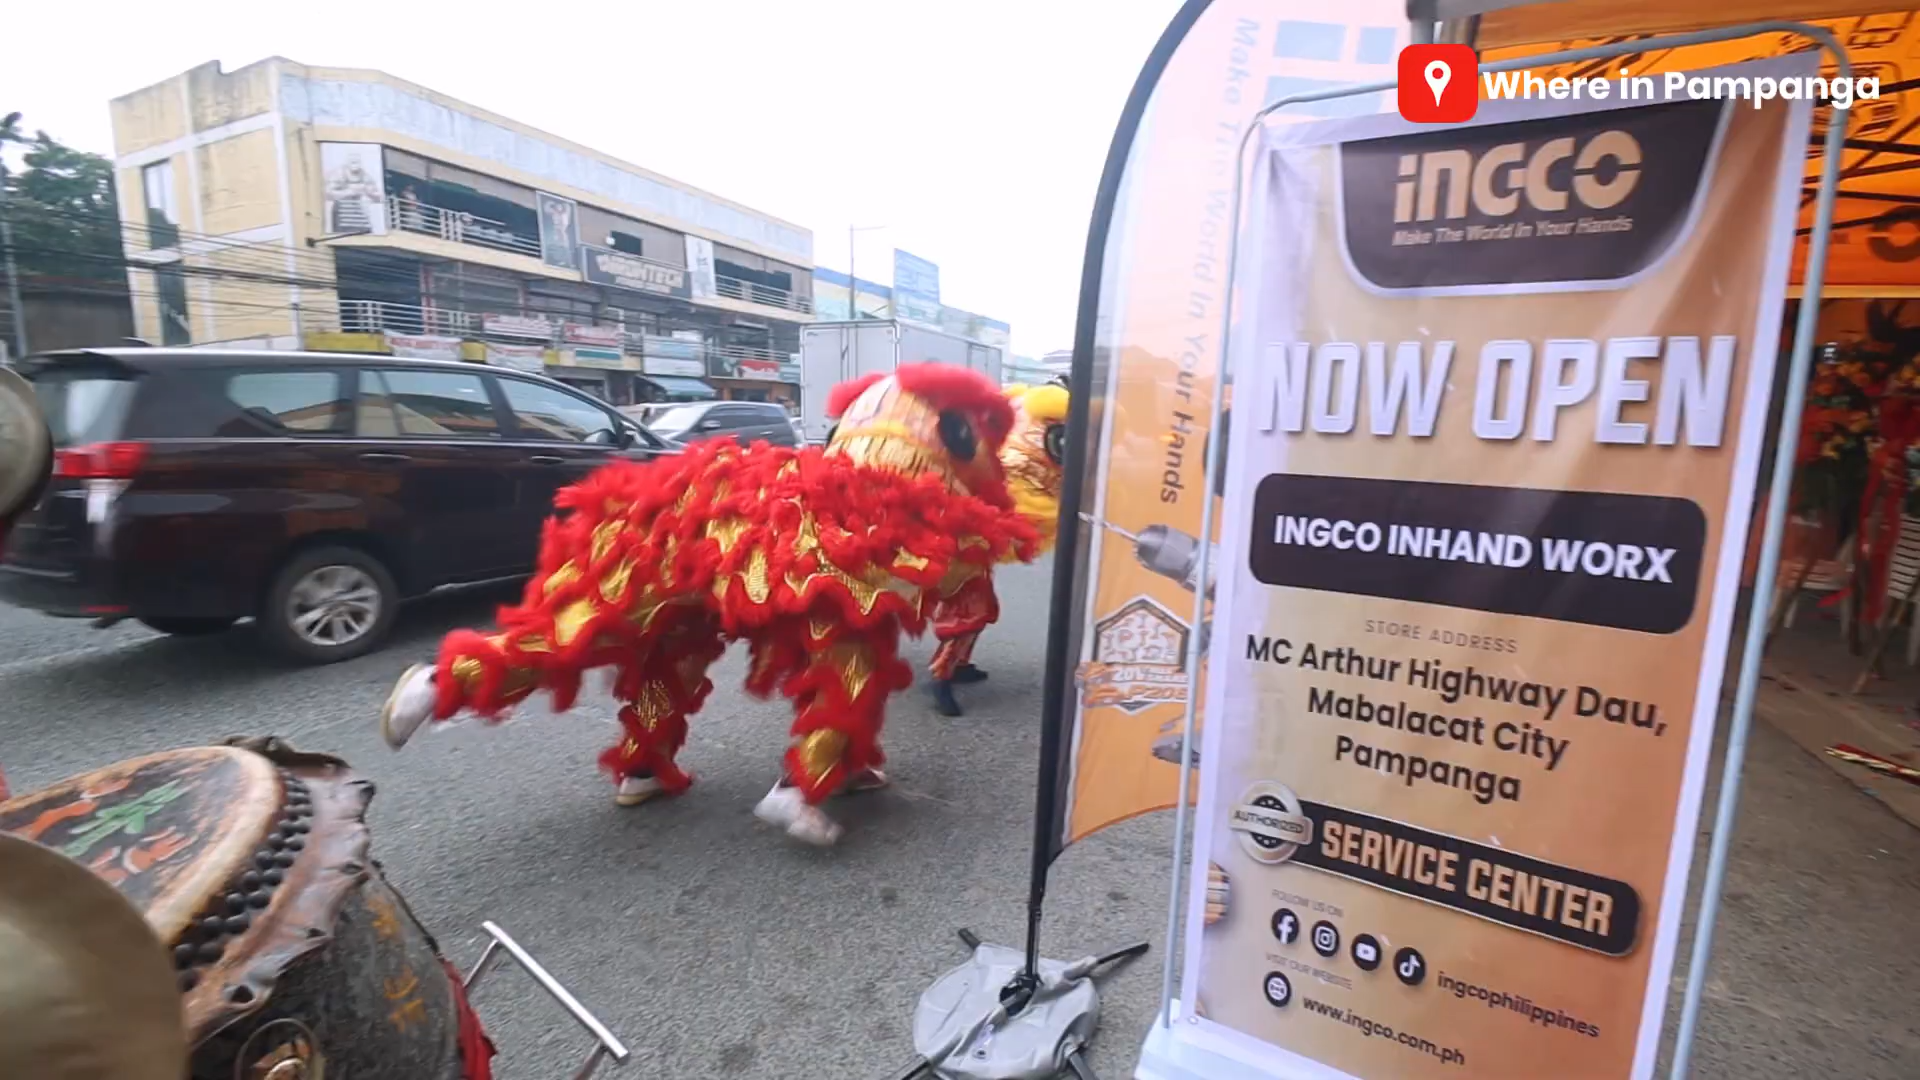 Where in Pampanga
INGCO
Make The World In Your Hands
NOW OPEN
INGCO INHAND WORX
STORE ADDRESS
MC Arthur Highway Dau,
Mabalacat City
Pampanga
AUTHORIZED
SERVICE CENTER
FOLLOW US ON
ingcophilippines
VISIT OUR WEBSITE
www.ingco.com.ph
Make The World In Your Hands